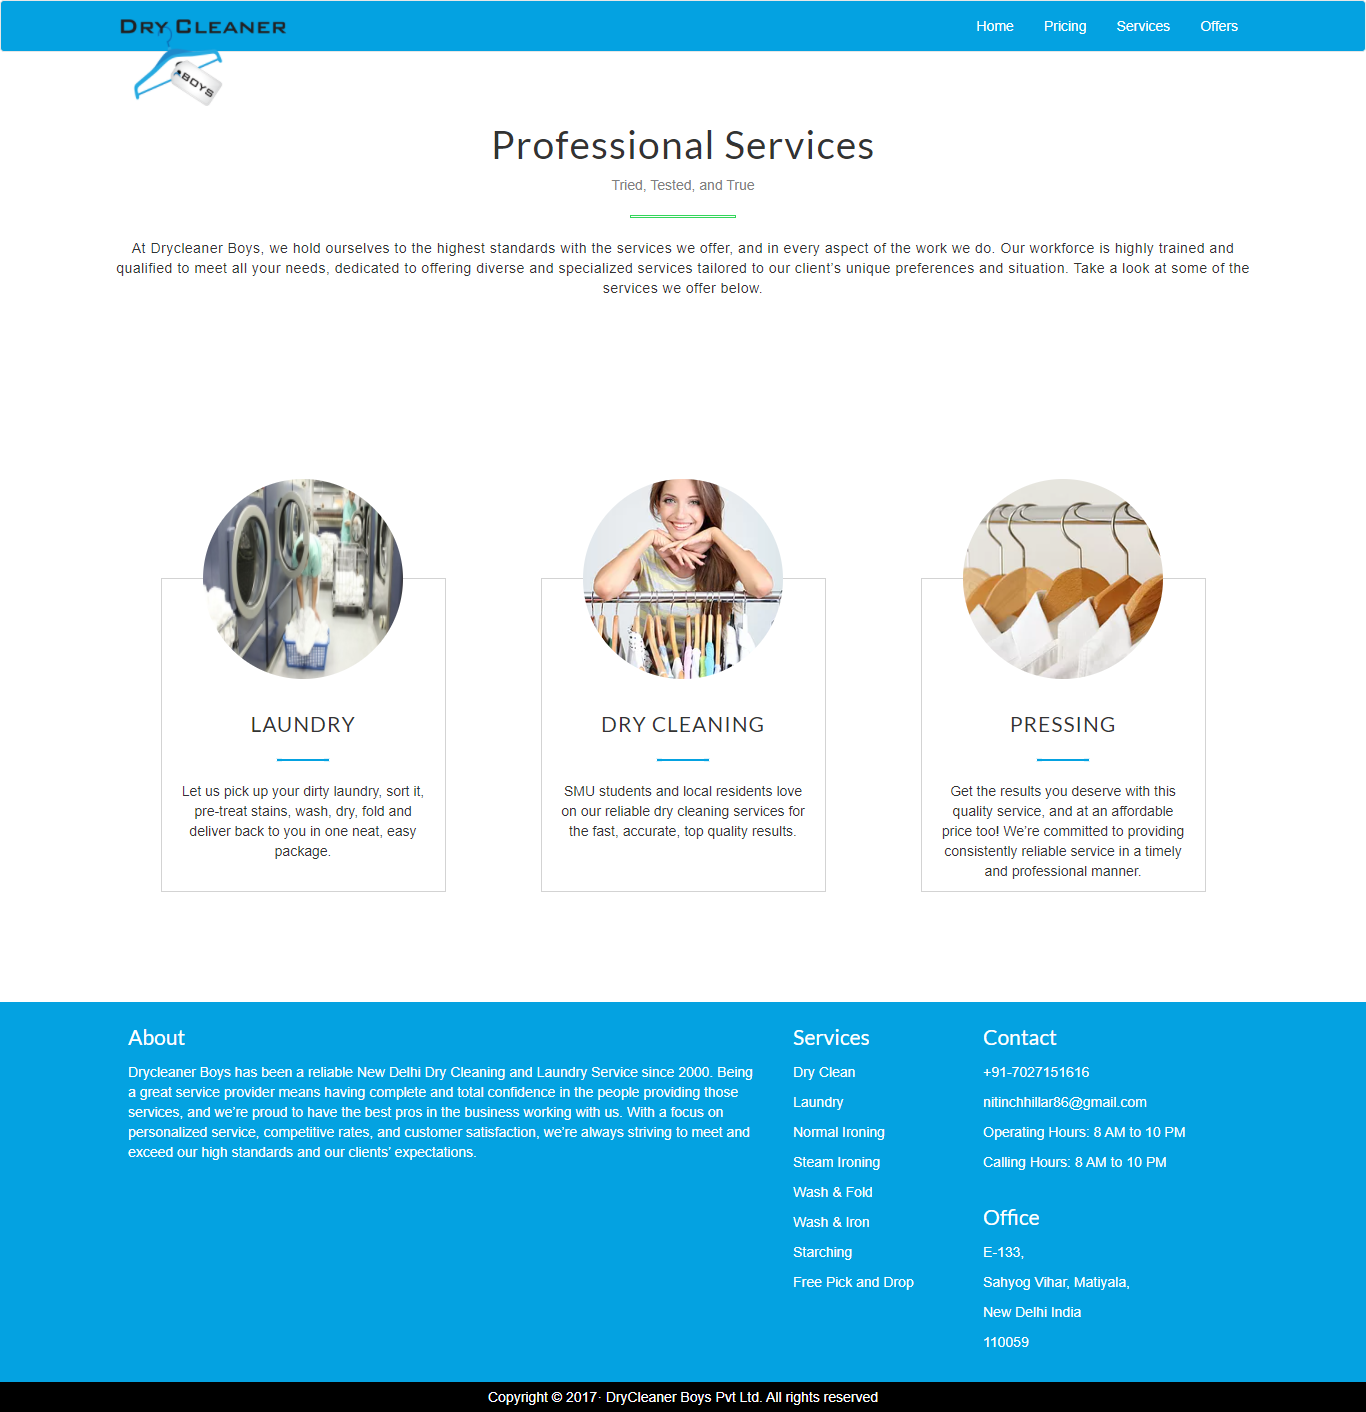 DRY CLEANER
BOYS
Home Pricing Services Offers
Professional Services
Tried, Tested, and True
At Drycleaner Boys, we hold ourselves to the highest standards with the services we offer, and in every aspect of the work we do. Our workforce is highly trained and
qualified to meet all your needs, dedicated to offering diverse and specialized services tailored to our client’s unique preferences and situation. Take a look at some of the
services we offer below.
LAUNDRY
Let us pick up your dirty laundry, sort it,
pre-treat stains, wash, dry, fold and
deliver back to you in one neat, easy
package.
DRY CLEANING
SMU students and local residents love
on our reliable dry cleaning services for
the fast, accurate, top quality results.
PRESSING
Get the results you deserve with this
quality service, and at an affordable
price too! We’re committed to providing
consistently reliable service in a timely
and professional manner.
About
Drycleaner Boys has been a reliable New Delhi Dry Cleaning and Laundry Service since 2000. Being
a great service provider means having complete and total confidence in the people providing those
services, and we’re proud to have the best pros in the business working with us. With a focus on
personalized service, competitive rates, and customer satisfaction, we’re always striving to meet and
exceed our high standards and our clients’ expectations.
Services
Dry Clean
Laundry
Normal Ironing
Steam Ironing
Wash & Fold
Wash & Iron
Starching
Free Pick and Drop
Contact
+91-7027151616
nitinchhillar86@gmail.com
Operating Hours: 8 AM to 10 PM
Calling Hours: 8 AM to 10 PM
Office
E-133,
Sahyog Vihar, Matiyala,
New Delhi India
110059
Copyright © 2017· DryCleaner Boys Pvt Ltd. All rights reserved